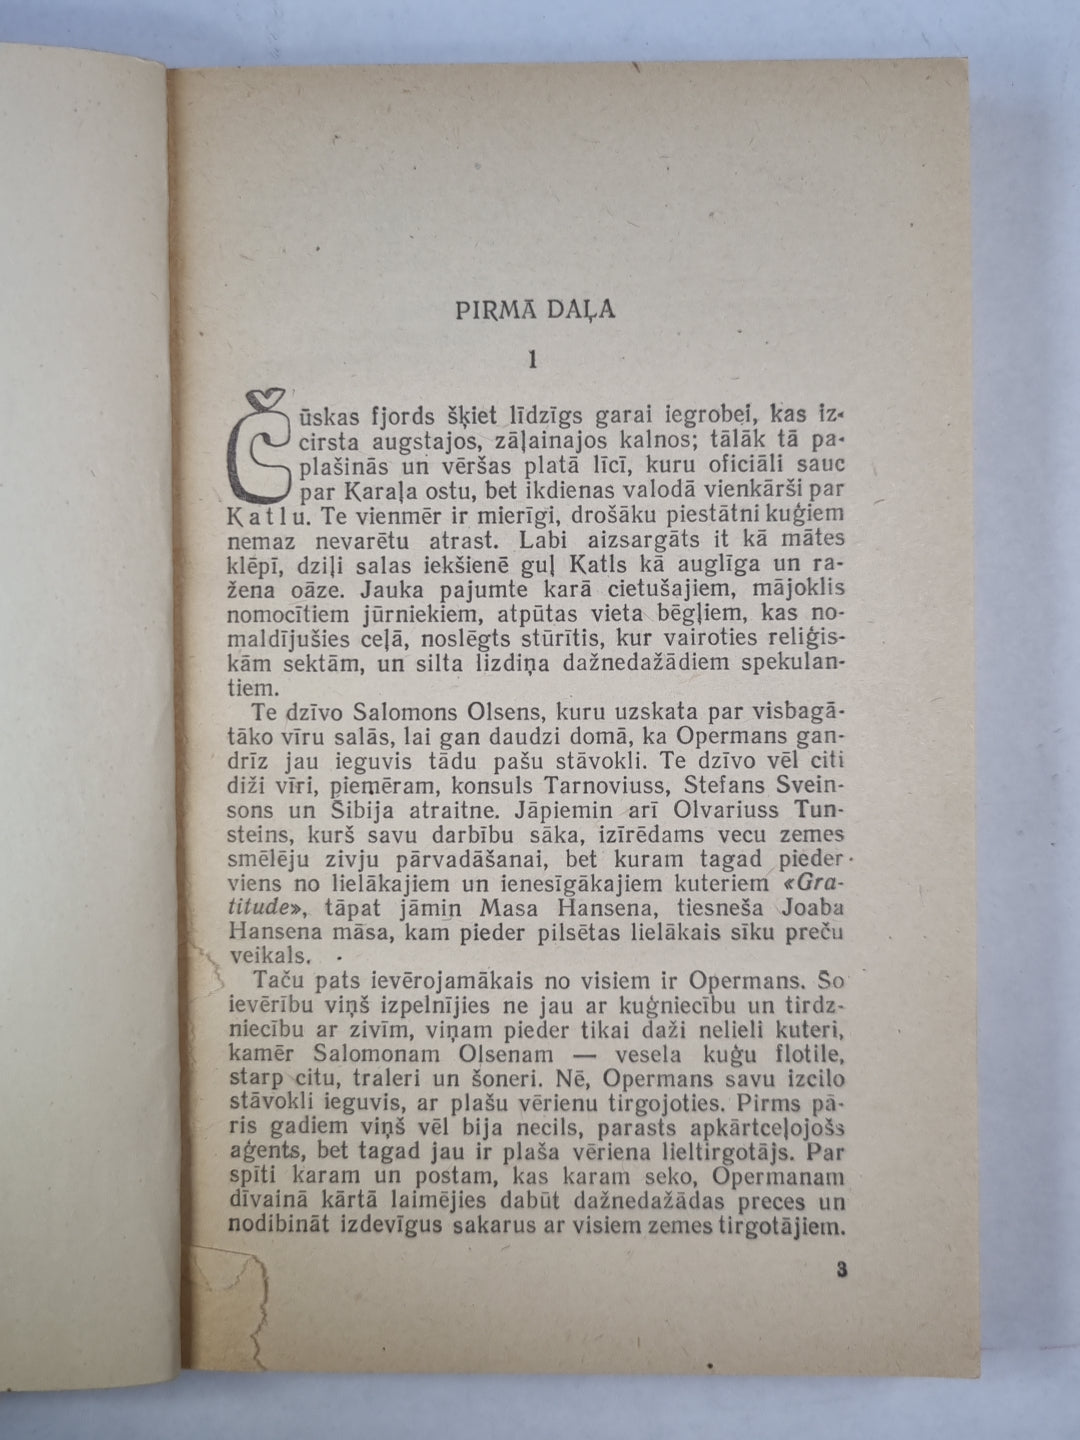 PIRMĀ DAĻA
1
Čūskas fjords šķiet līdzīgs garai iegrobei, kas iz-
cirsta augstajos, zāļainajos kalnos; tālāk tā pa-
plašinās un vēršas platā līcī, kuru oficiāli sauc
par Karaļa ostu, bet ikdienas valodā vienkārši par
Katlu. Te vienmēr ir mierīgi, drošāku piestātni kuģiem
nemaz nevarētu atrast. Labi aizsargāts it kā mātes
klēpī, dziļi salas iekšienē guļ Katls kā auglīga un ra-
žena oāze. Jauka pajumte karā cietušajiem, mājoklis
nomocītiem jūrniekiem, atpūtas vieta bēgļiem, kas no-
maldījušies ceļā, noslēgts stūrītis, kur vairoties reliģis-
kām sektām, un silta lizdiņa dažnedažādiem spekulan-
tiem.
Te dzīvo Salomons Olsens, kuru uzskata par visbagā-
tāko vīru salās, lai gan daudzi domā, ka Opermans gan-
drīz jau ieguvis tādu pašu stāvokli. Te dzīvo vēl citi
diži vīri, piemēram, konsuls Tarnoviuss, Stefans Svein-
sons un Šibija atraitne. Jāpiemin arī Olvariuss Tun-
steins, kurš savu darbību sāka, izīrēdams vecu zemes
smēlēju zivju pārvadāšanai, bet kuram tagad pieder
viens no lielākajiem un ienesīgākajiem kuteriem «Gra-
titude», tāpat jāmin Masa Hansena, tiesneša Joaba
Hansena māsa, kam pieder pilsētas lielākais sīku preču
veikals.
Taču pats ievērojamākais no visiem ir Opermans. So
ievērību viņš izpelnījies ne jau ar kuģniecību un tirdz-
niecību ar zivīm, viņam pieder tikai daži nelieli kuteri,
kamēr Salomonam Olsenam — vesela kuģu flotile,
starp citu, traleri un šoneri. Nē, Opermans savu izcilo
stāvokli ieguvis, ar plašu vērienu tirgojoties. Pirms pā-
ris gadiem viņš vēl bija necils, parasts apkārtceļojošs
aģents, bet tagad jau ir plaša vēriena lieltirgotājs. Par
spīti karam un postam, kas karam seko, Opermanam
dīvainā kārtā laimējies dabūt dažnedažādas preces un
nodibināt izdevīgus sakarus ar visiem zemes tirgotājiem.
3